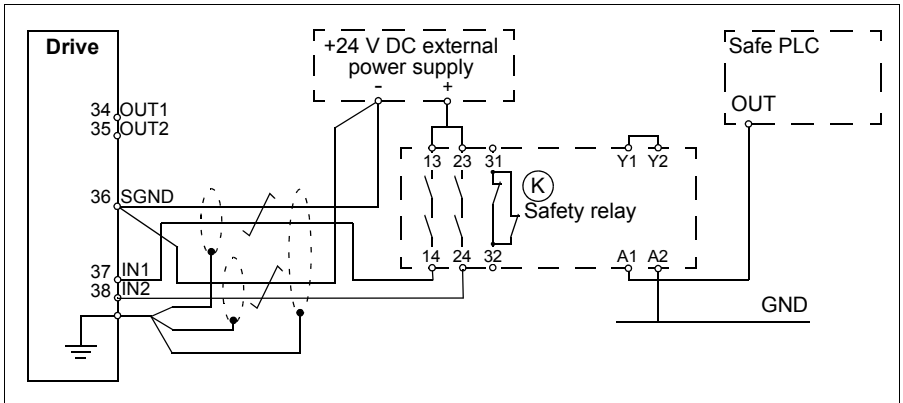 Drive
+24 V DC external
power supply
- +
Safe PLC
OUT
34 OUT1
35 OUT2
36 SGND
37 IN1
38 IN2
13 23 31
Y1 Y2
K
Safety relay
14 24 32
A1 A2
GND